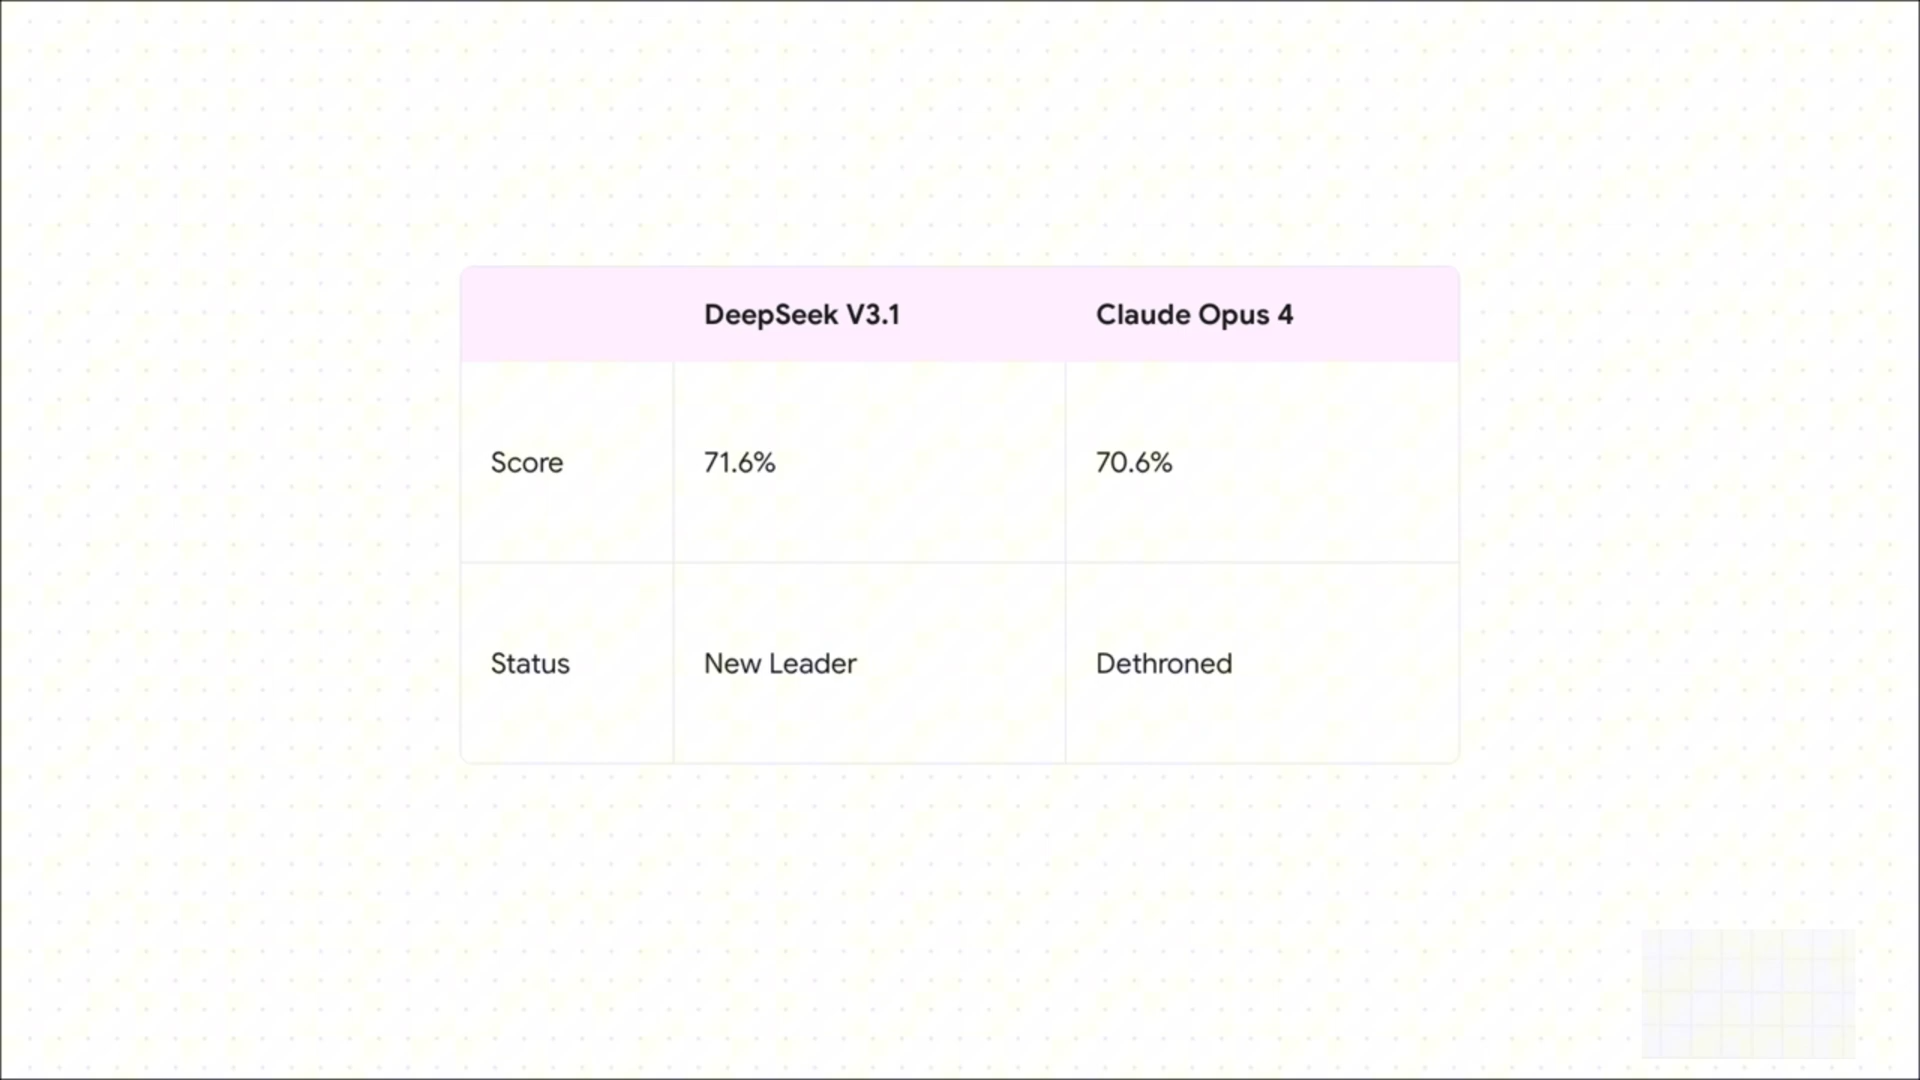 DeepSeek V3.1 Claude Opus 4
Score 71.6% 70.6%
Status New Leader Dethroned